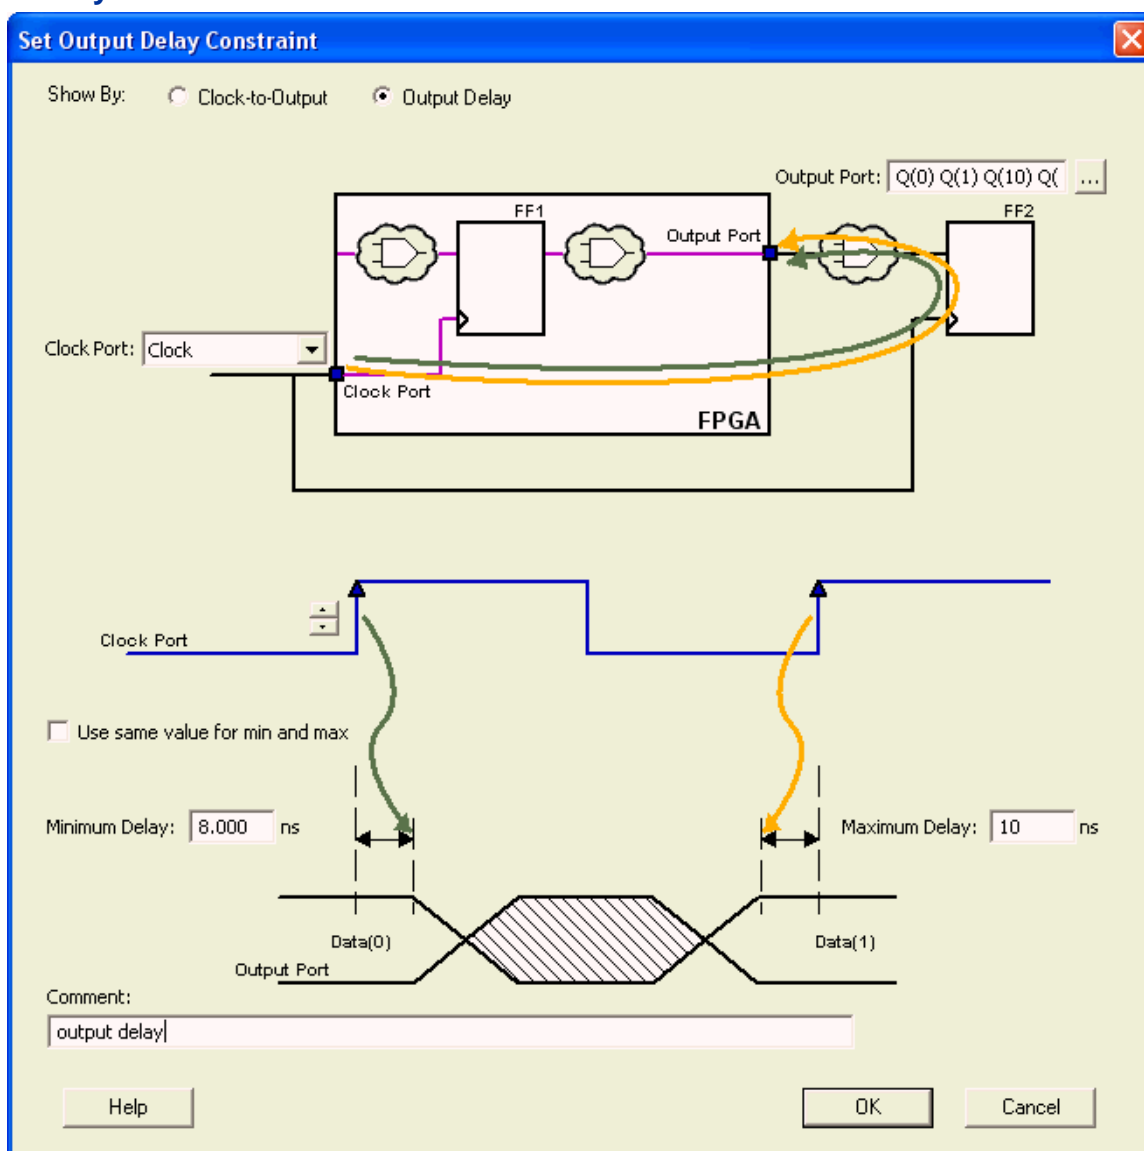 Set Output Delay Constraint
Show By: Clock-to-Output Output Delay
Output Port: Q(0) Q(1) Q(10) Q( ...
FF1 FF2
Output Port
Clock Port: Clock
Clock Port
FPGA
Clock Port
Use same value for min and max
Minimum Delay: 8.000 ns Maximum Delay: 10 ns
Data(0) Data(1)
Output Port
Comment:
output delay
Help OK Cancel